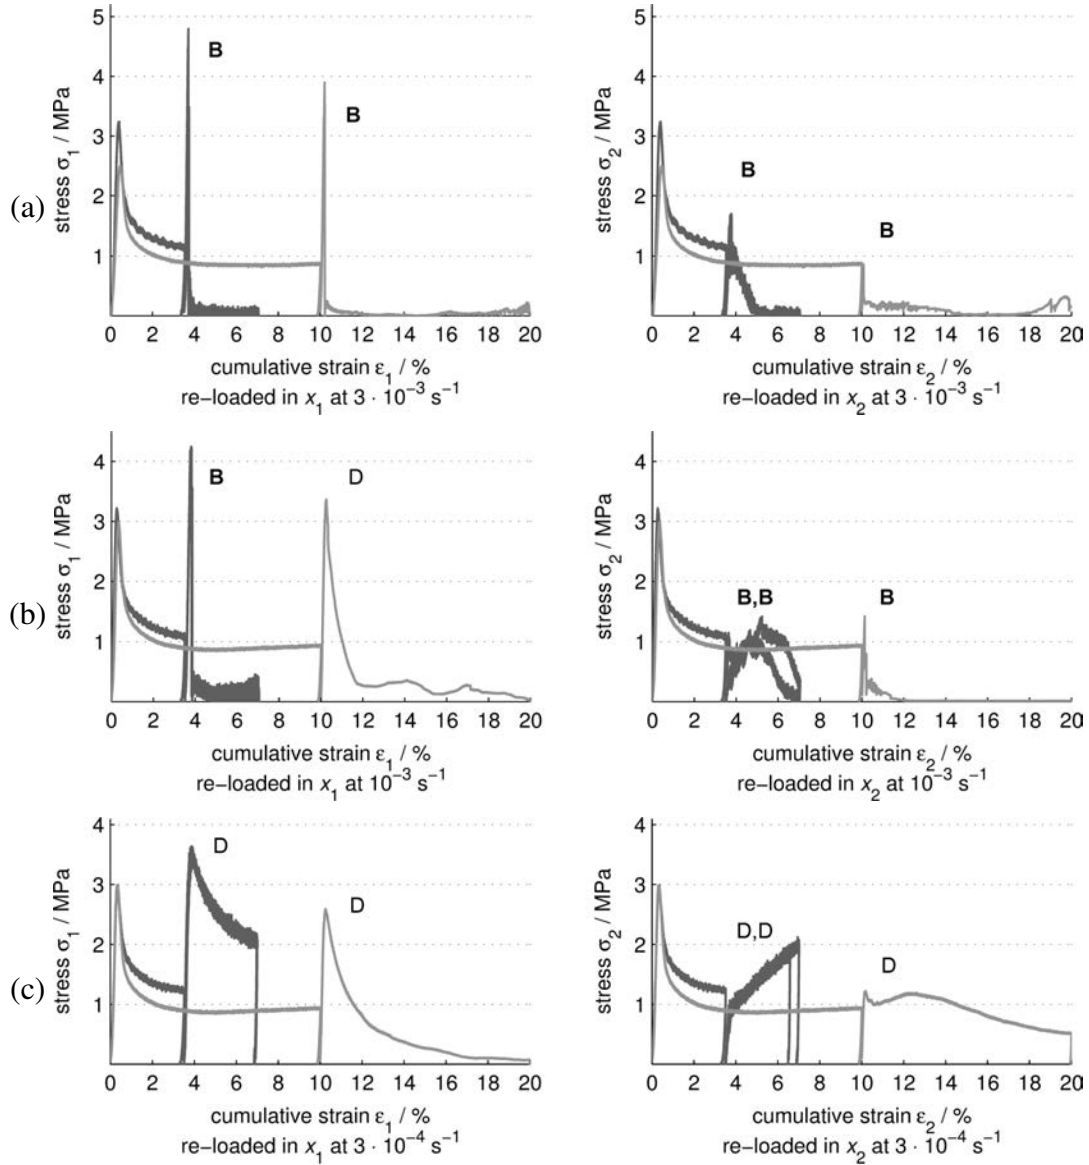 (a)
stress σ1 / MPa
5
4
3
2
1
B
B
0 2 4 6 8 10 12 14 16 18 20
cumulative strain ε1 / %
re-loaded in x1 at 3 · 10−3 s−1
stress σ2 / MPa
5
4
3
2
1
B
B
0 2 4 6 8 10 12 14 16 18 20
cumulative strain ε2 / %
re-loaded in x2 at 3 · 10−3 s−1
(b)
stress σ1 / MPa
4
3
2
1
B D
0 2 4 6 8 10 12 14 16 18 20
cumulative strain ε1 / %
re-loaded in x1 at 10−3 s−1
stress σ2 / MPa
4
3
2
1
B,B B
0 2 4 6 8 10 12 14 16 18 20
cumulative strain ε2 / %
re-loaded in x2 at 10−3 s−1
(c)
stress σ1 / MPa
4
3
2
1
D
D
0 2 4 6 8 10 12 14 16 18 20
cumulative strain ε1 / %
re-loaded in x1 at 3 · 10−4 s−1
stress σ2 / MPa
4
3
2
1
D,D
D
0 2 4 6 8 10 12 14 16 18 20
cumulative strain ε2 / %
re-loaded in x2 at 3 · 10−4 s−1